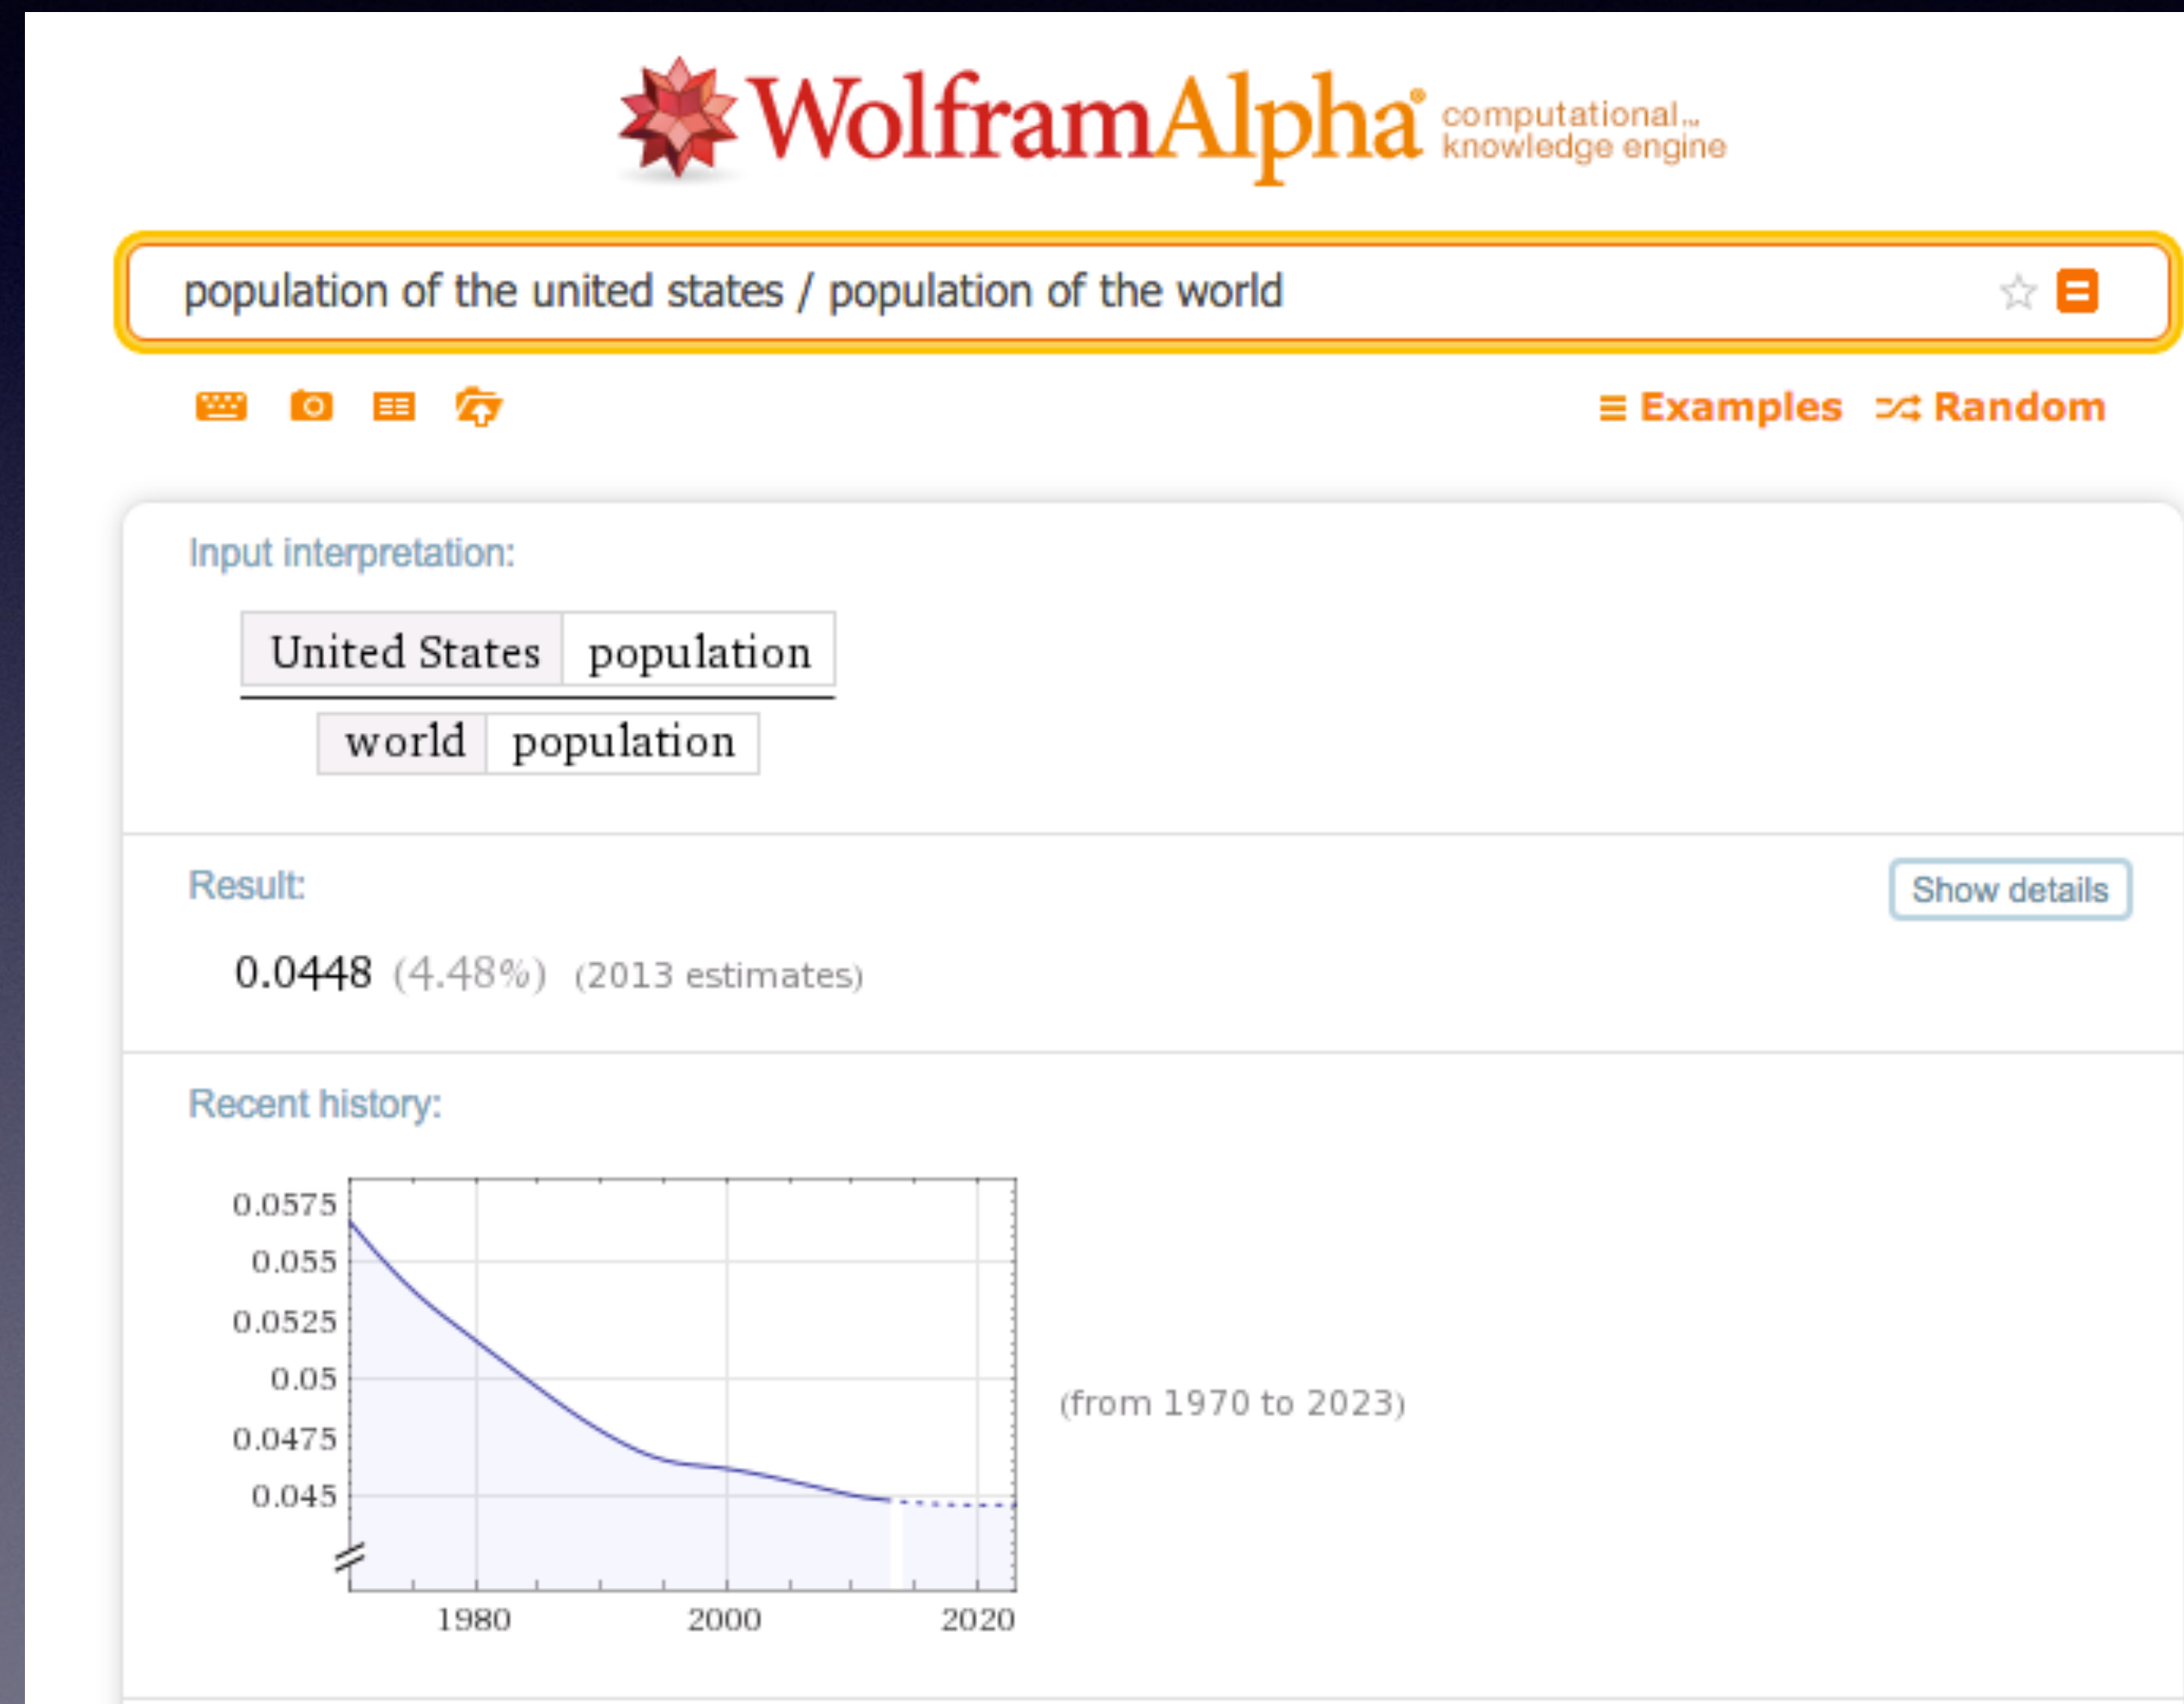 WolframAlpha® computational™
knowledge engine
population of the united states / population of the world
Examples Random
Input interpretation:
United States population
world population
Result:
Show details
0.0448 (4.48%) (2013 estimates)
Recent history:
0.0575
0.055
0.0525
0.05
0.0475
0.045
(from 1970 to 2023)
1980 2000 2020